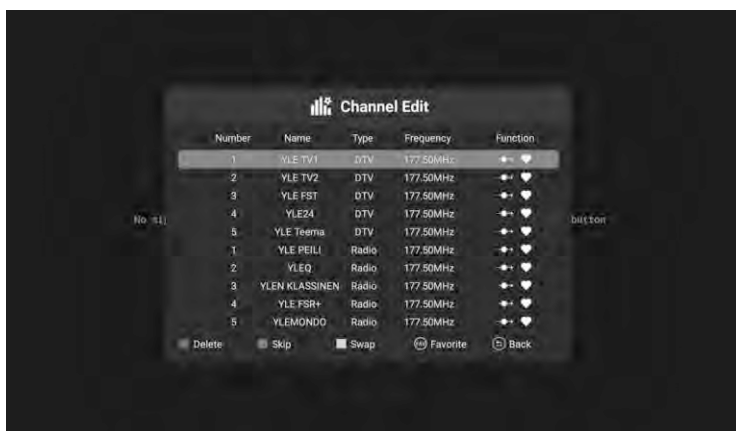 Channel Edit
Number Name Type Frequency Function
1 YLE TV1 DTV 177.50MHz
2 YLE TV2 DTV 177.50MHz
3 YLE FST DTV 177.50MHz
4 YLE24 DTV 177.50MHz
No button
5 YLE Teema DTV 177.50MHz
1 YLE PEILI Radio 177.50MHz
2 YLEQ Radio 177.50MHz
3 YLEN KLASSINEN Radio 177.50MHz
4 YLE FSR+ Radio 177.50MHz
5 YLEMONDO Radio 177.50MHz
Delete Skip Swap Favorite Back